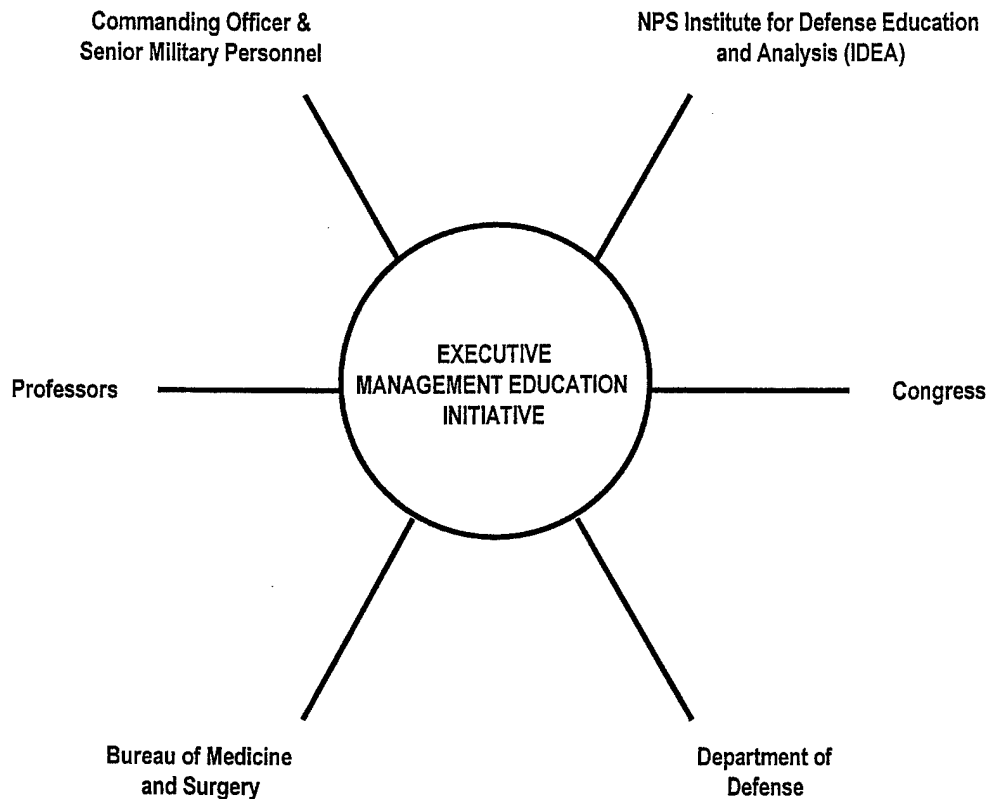 Commanding Officer &
Senior Military Personnel
NPS Institute for Defense Education
and Analysis (IDEA)
EXECUTIVE
MANAGEMENT EDUCATION
INITIATIVE
Professors
Congress
Bureau of Medicine
and Surgery
Department of
Defense